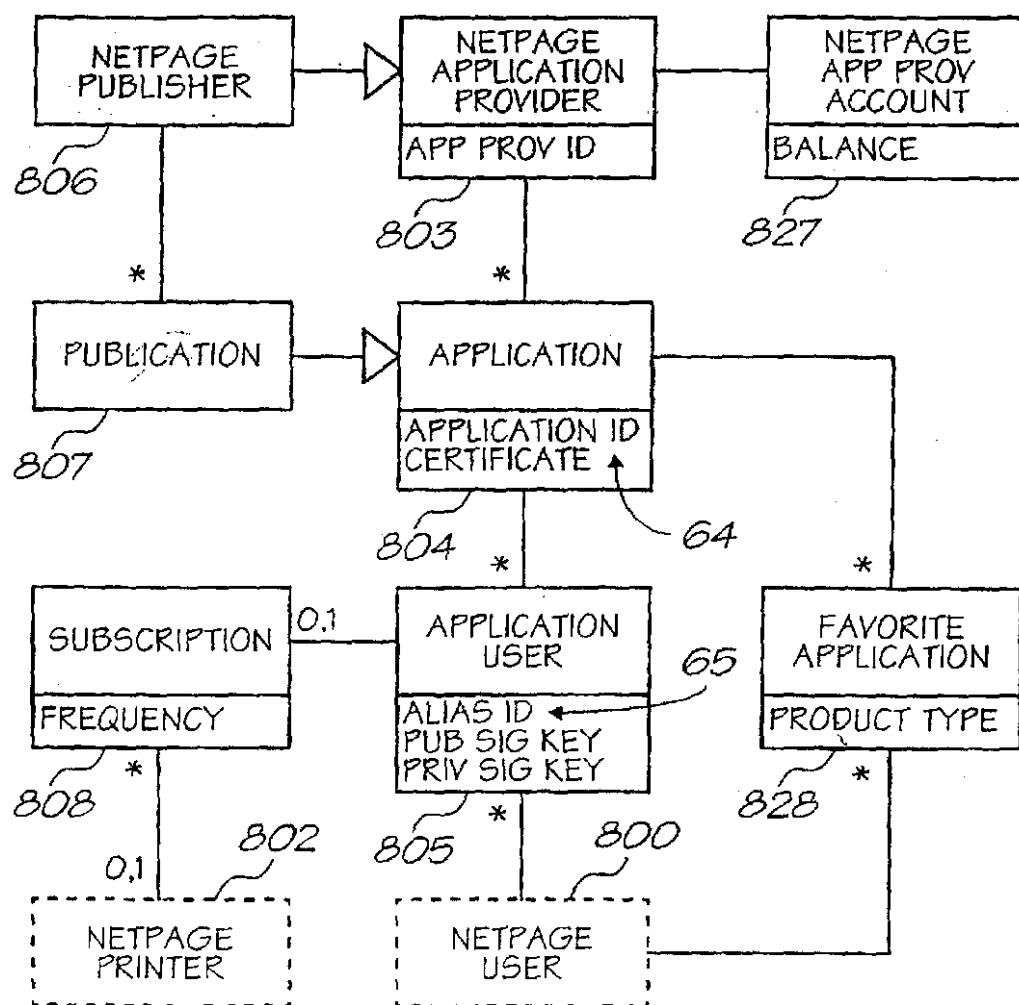 NETPAGE
PUBLISHER
806
NETPAGE
APPLICATION
PROVIDER
APP PROV ID
803
NETPAGE
APP PROV
ACCOUNT
BALANCE
827
*
*
PUBLICATION
807
APPLICATION
APPLICATION ID
CERTIFICATE
804
64
*
*
SUBSCRIPTION
FREQUENCY
808
0,1
APPLICATION
USER
ALIAS ID
PUB SIG KEY
PRIV SIG KEY
805
65
FAVORITE
APPLICATION
PRODUCT TYPE
828
*
*
*
0,1
802
NETPAGE
PRINTER
800
NETPAGE
USER